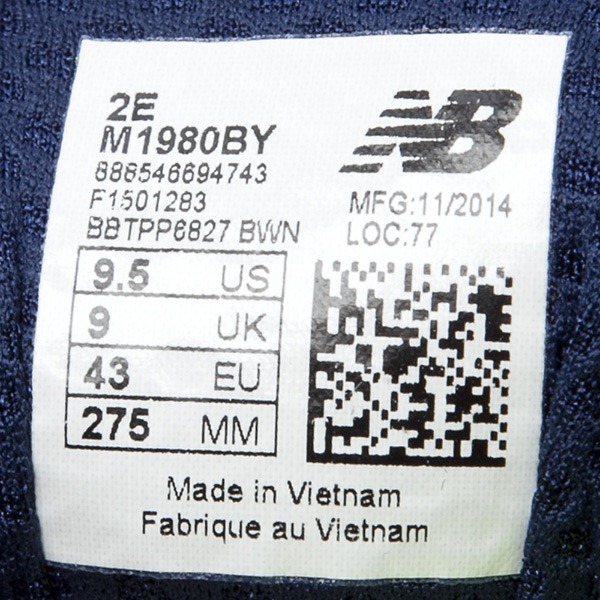 2E
M1980BY
888546694743
F1501283
BBTPP6827 BWN
NB
MFG:11/2014
LOC:77
9.5 US
9 UK
43 EU
275 MM
Made in Vietnam
Fabrique au Vietnam